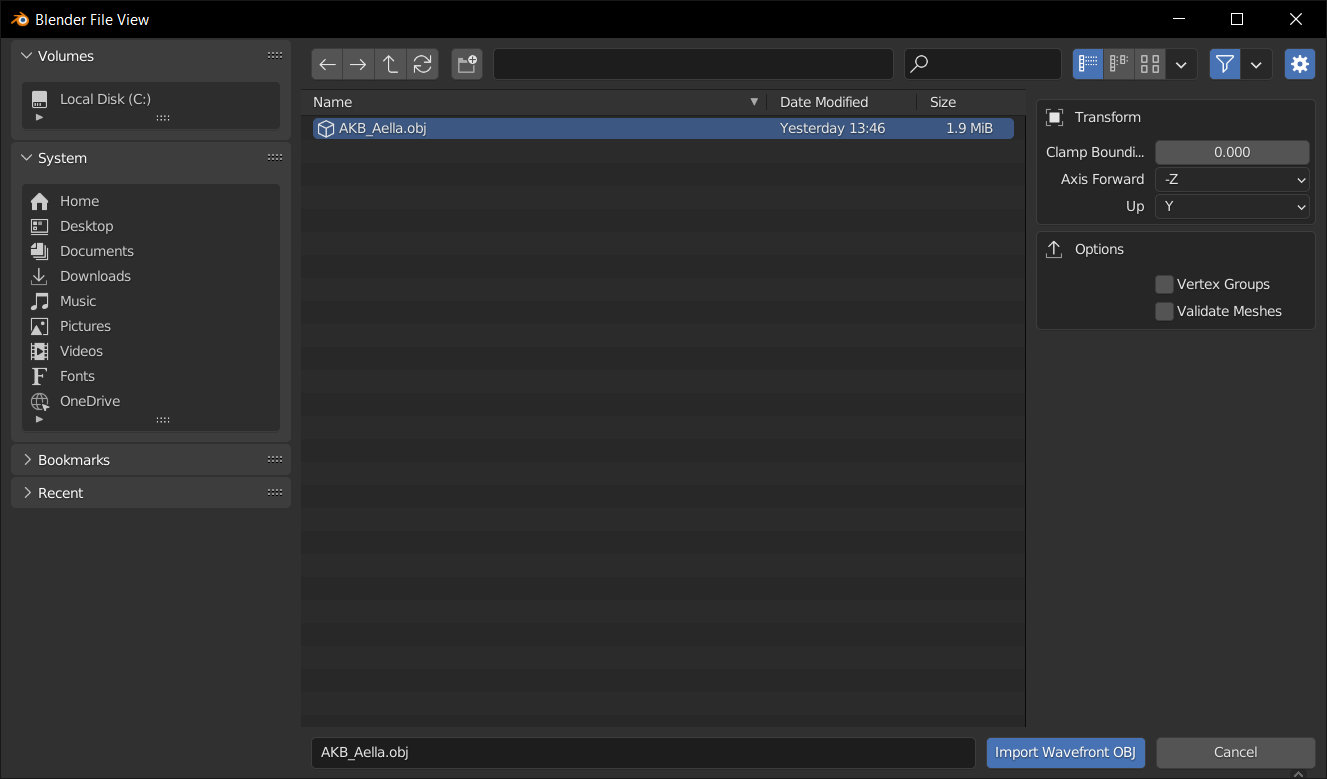 Blender File View
Volumes
Local Disk (C:)
System
Home
Desktop
Documents
Downloads
Music
Pictures
Videos
Fonts
OneDrive
Bookmarks
Recent
Name Date Modified Size
AKB_Aella.obj Yesterday 13:46 1.9 MiB
Transform
Clamp Boundi... 0.000
Axis Forward -Z
Up Y
Options
Vertex Groups
Validate Meshes
AKB_Aella.obj
Import Wavefront OBJ
Cancel